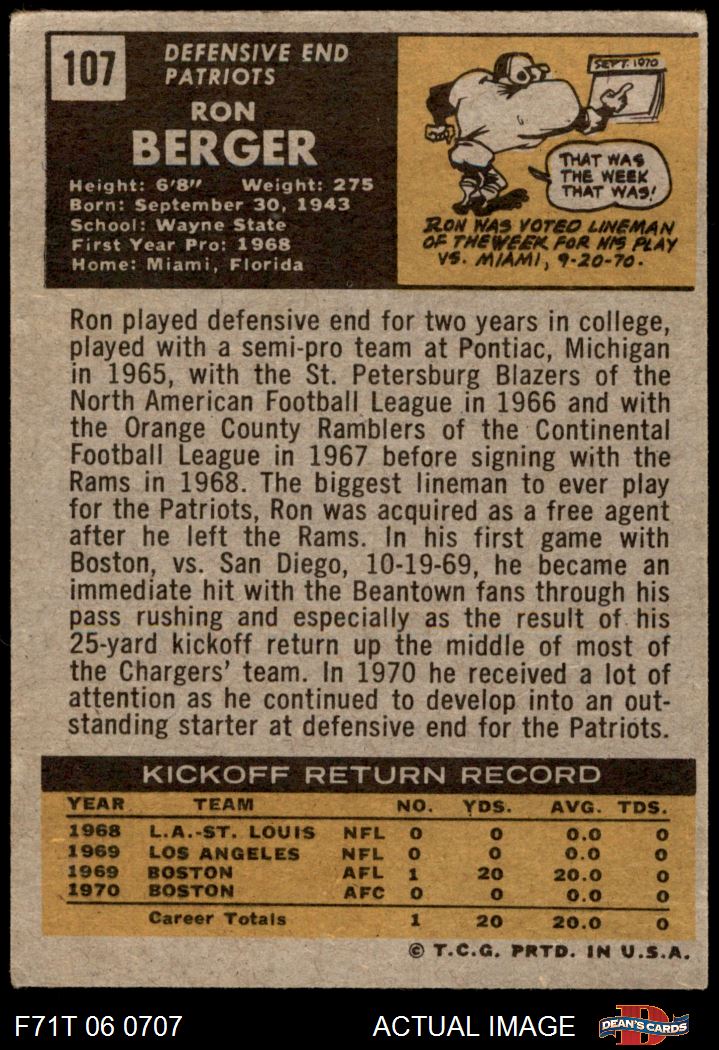 107
DEFENSIVE END
PATRIOTS
RON
BERGER
Height: 6'8" Weight: 275
Born: September 30, 1943
School: Wayne State
First Year Pro: 1968
Home: Miami, Florida
SEPT. 1970
THAT WAS
THE WEEK
THAT WAS!
RON WAS VOTED LINEMAN
OF THE WEEK FOR HIS PLAY
VS. MIAMI, 9-20-70.
Ron played defensive end for two years in college,
played with a semi-pro team at Pontiac, Michigan
in 1965, with the St. Petersburg Blazers of the
North American Football League in 1966 and with
the Orange County Ramblers of the Continental
Football League in 1967 before signing with the
Rams in 1968. The biggest lineman to ever play
for the Patriots, Ron was acquired as a free agent
after he left the Rams. In his first game with
Boston, vs. San Diego, 10-19-69, he became an
immediate hit with the Beantown fans through his
pass rushing and especially as the result of his
25-yard kickoff return up the middle of most of
the Chargers' team. In 1970 he received a lot of
attention as he continued to develop into an out-
standing starter at defensive end for the Patriots.
KICKOFF RETURN RECORD
YEAR TEAM NO. YDS. AVG. TDS.
1968 L.A.-ST. LOUIS NFL 0 0 0.0 0
1969 LOS ANGELES NFL 0 0 0.0 0
1969 BOSTON AFL 1 20 20.0 0
1970 BOSTON AFC 0 0 0.0 0
Career Totals 1 20 20.0 0
© T.C.G. PRTD. IN U.S.A.
F71T 06 0707 ACTUAL IMAGE
D
DEAN'S CARDS